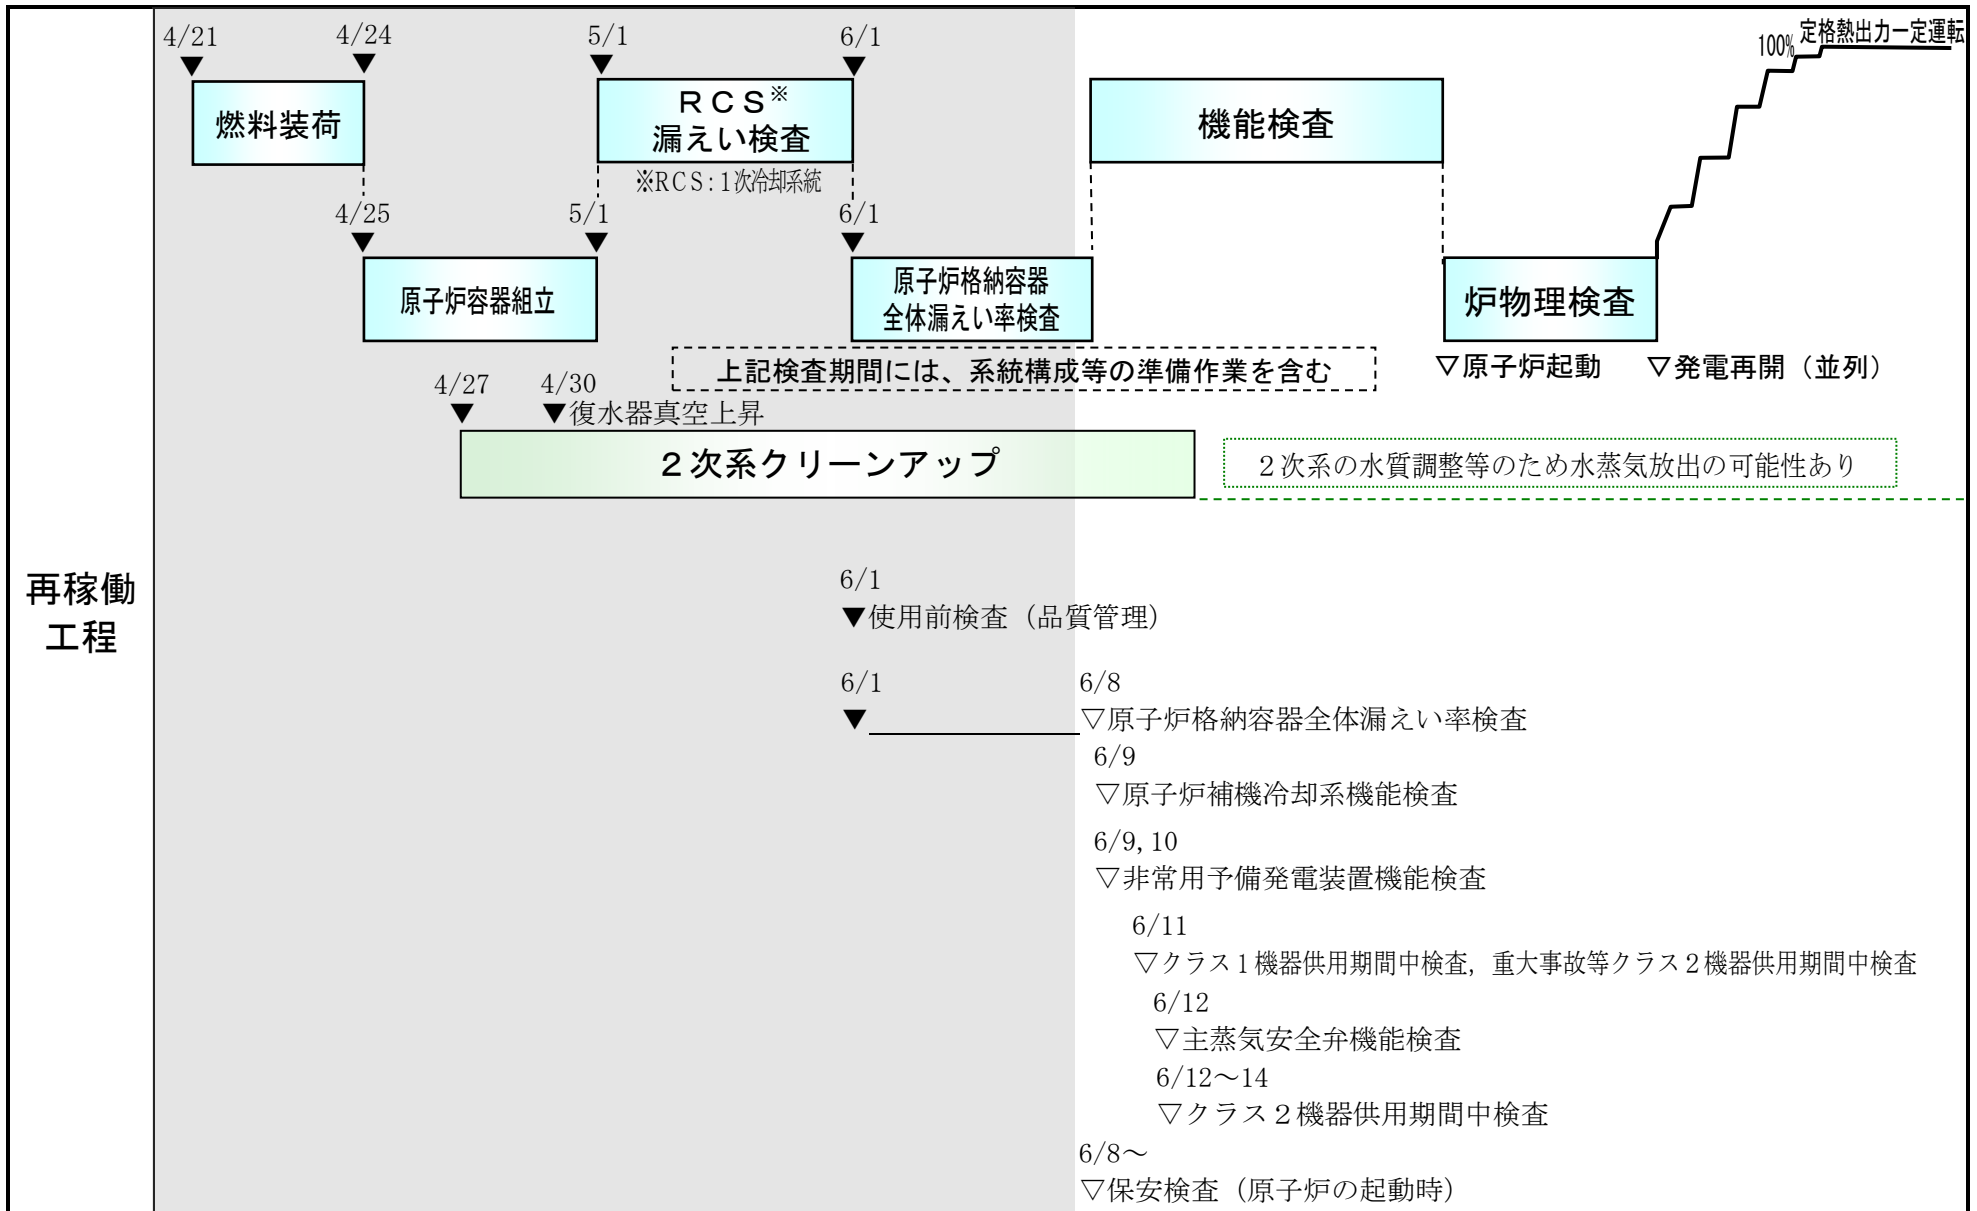 再稼働
工程
4/21
4/24
5/1
6/1
100%
定格熱出力一定運転
燃料装荷
ＲＣＳ※
漏えい検査
機能検査
※RCS:1次冷却系統
4/25
5/1
6/1
原子炉容器組立
原子炉格納容器
全体漏えい率検査
炉物理検査
上記検査期間には、系統構成等の準備作業を含む
▽原子炉起動
▽発電再開（並列）
4/27
4/30
▼復水器真空上昇
２次系クリーンアップ
２次系の水質調整等のため水蒸気放出の可能性あり
6/1
▼使用前検査（品質管理）
6/1
6/8
▽原子炉格納容器全体漏えい率検査
6/9
▽原子炉補機冷却系機能検査
6/9,10
▽非常用予備発電装置機能検査
6/11
▽クラス１機器供用期間中検査，重大事故等クラス２機器供用期間中検査
6/12
▽主蒸気安全弁機能検査
6/12～14
▽クラス２機器供用期間中検査
6/8～
▽保安検査（原子炉の起動時）